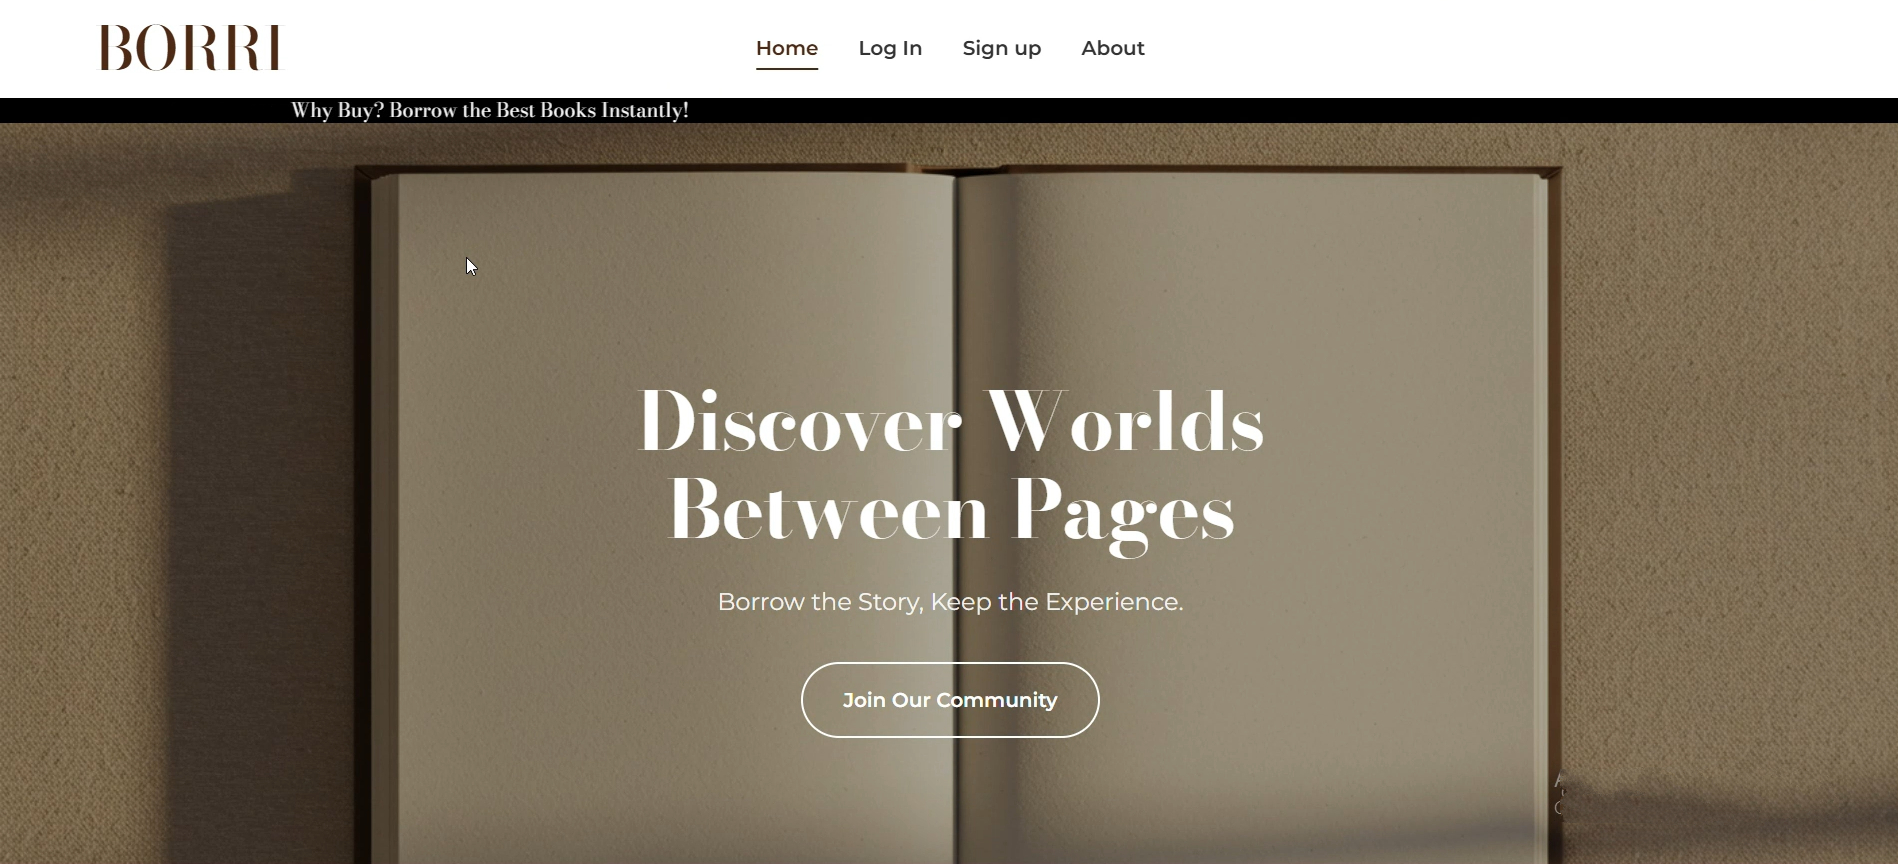 BORRI
Home Log In Sign up About
Why Buy? Borrow the Best Books Instantly!
Discover Worlds
Between Pages
Borrow the Story, Keep the Experience.
Join Our Community